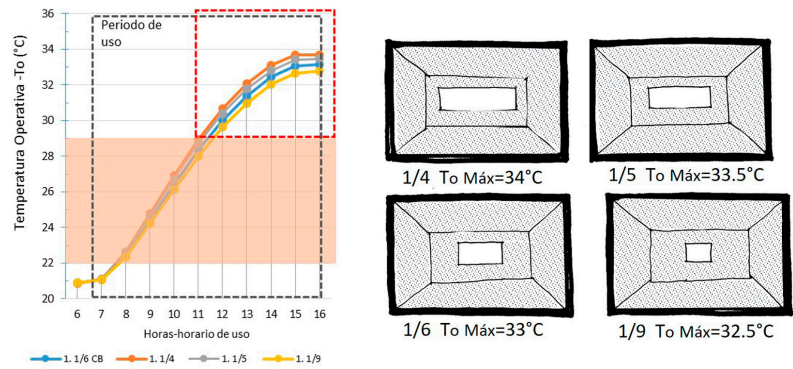 Temperatura Operativa -To (°C)
36
34
32
30
28
26
24
22
20
Periodo de
uso
6 7 8 9 10 11 12 13 14 15 16
Horas-horario de uso
1. 1/6 CB 1. 1/4 1. 1/5 1. 1/9
1/4 To Máx=34°C
1/5 To Máx=33.5°C
1/6 To Máx=33°C
1/9 To Máx=32.5°C